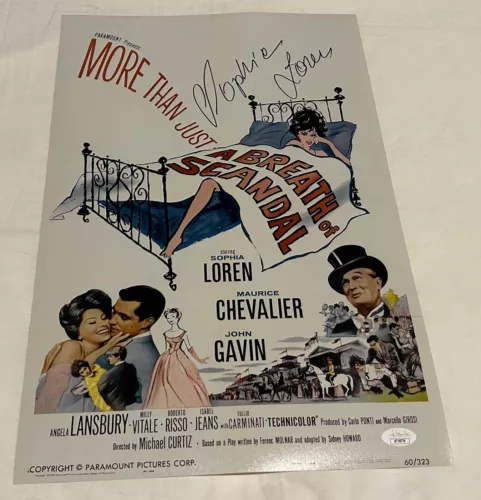 PARAMOUNT Presents
MORE THAN JUST
A BREATH of
SCANDAL
Sophia Loren
starring
SOPHIA
LOREN
MAURICE
CHEVALIER
JOHN
GAVIN
ANGELA LANSBURY MILLY VITALE ROBERTO RISSO ISABEL JEANS with TULLIO CARMINATI · TECHNICOLOR® Produced by Carlo PONTI and Marcello GIROSI
Directed by Michael CURTIZ · Based on a Play written by Ferenc MOLNAR and adapted by Sidney HOWARD
COPYRIGHT © PARAMOUNT PICTURES CORP.
60/323